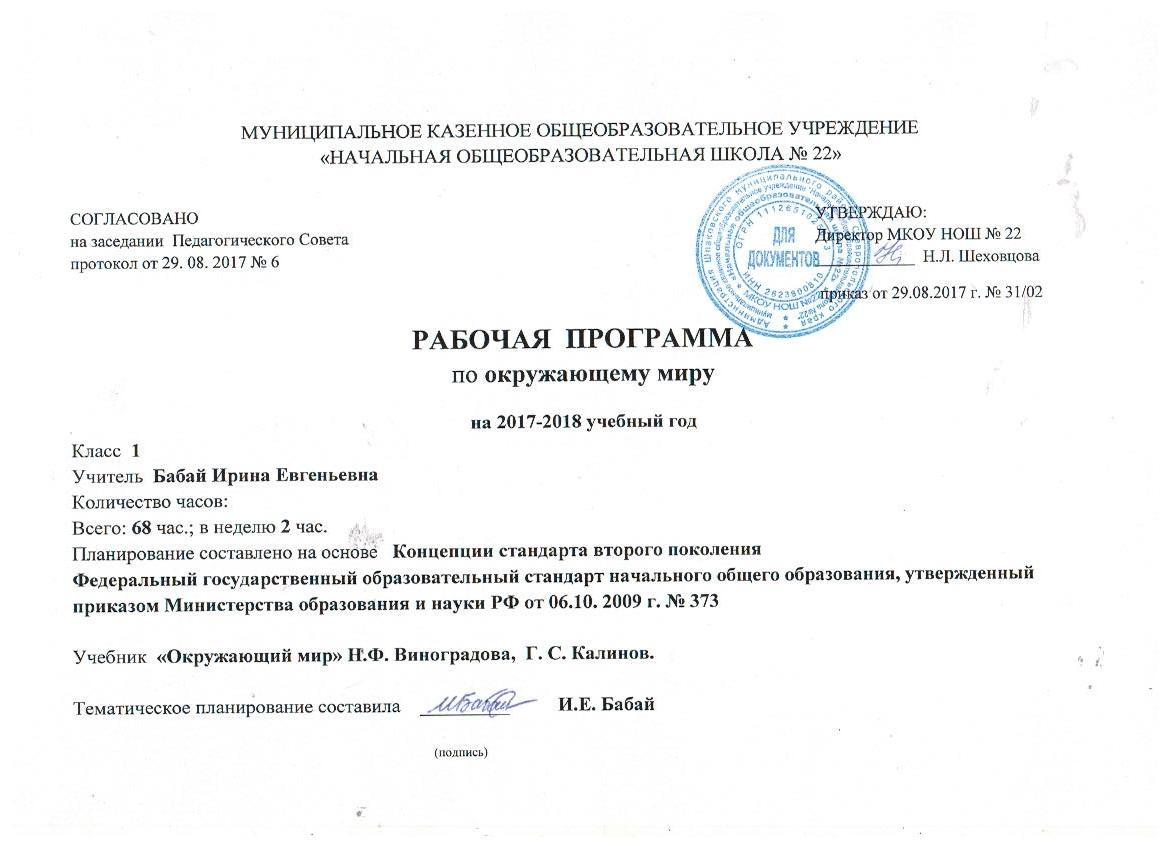 МУНИЦИПАЛЬНОЕ КАЗЕННОЕ ОБЩЕОБРАЗОВАТЕЛЬНОЕ УЧРЕЖДЕНИЕ
«НАЧАЛЬНАЯ ОБЩЕОБРАЗОВАТЕЛЬНАЯ ШКОЛА № 22»
СОГЛАСОВАНО
на заседании Педагогического Совета
протокол от 29. 08. 2017 № 6
УТВЕРЖДАЮ:
Директор МКОУ НОШ № 22
Н.Л. Шеховцова
приказ от 29.08.2017 г. № 31/02
ДЛЯ
ДОКУМЕНТОВ
ИНН 2623800810
МКОУ НОШ №22
РАБОЧАЯ ПРОГРАММА
по окружающему миру
на 2017-2018 учебный год
Класс 1
Учитель Бабай Ирина Евгеньевна
Количество часов:
Всего: 68 час.; в неделю 2 час.
Планирование составлено на основе Концепции стандарта второго поколения
Федеральный государственный образовательный стандарт начального общего образования, утвержденный
приказом Министерства образования и науки РФ от 06.10. 2009 г. № 373
Учебник «Окружающий мир» Н.Ф. Виноградова, Г. С. Калинов.
Тематическое планирование составила И.Е. Бабай
(подпись)